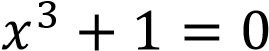 x³ + 1 = 0